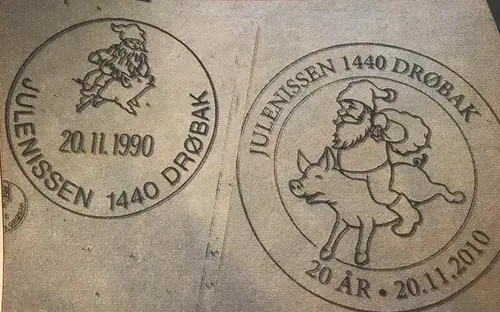 20.11.1990
JULENISSEN 1440 DRØBAK
JULENISSEN 1440 DRØBAK
20 ÅR • 20.11.2010